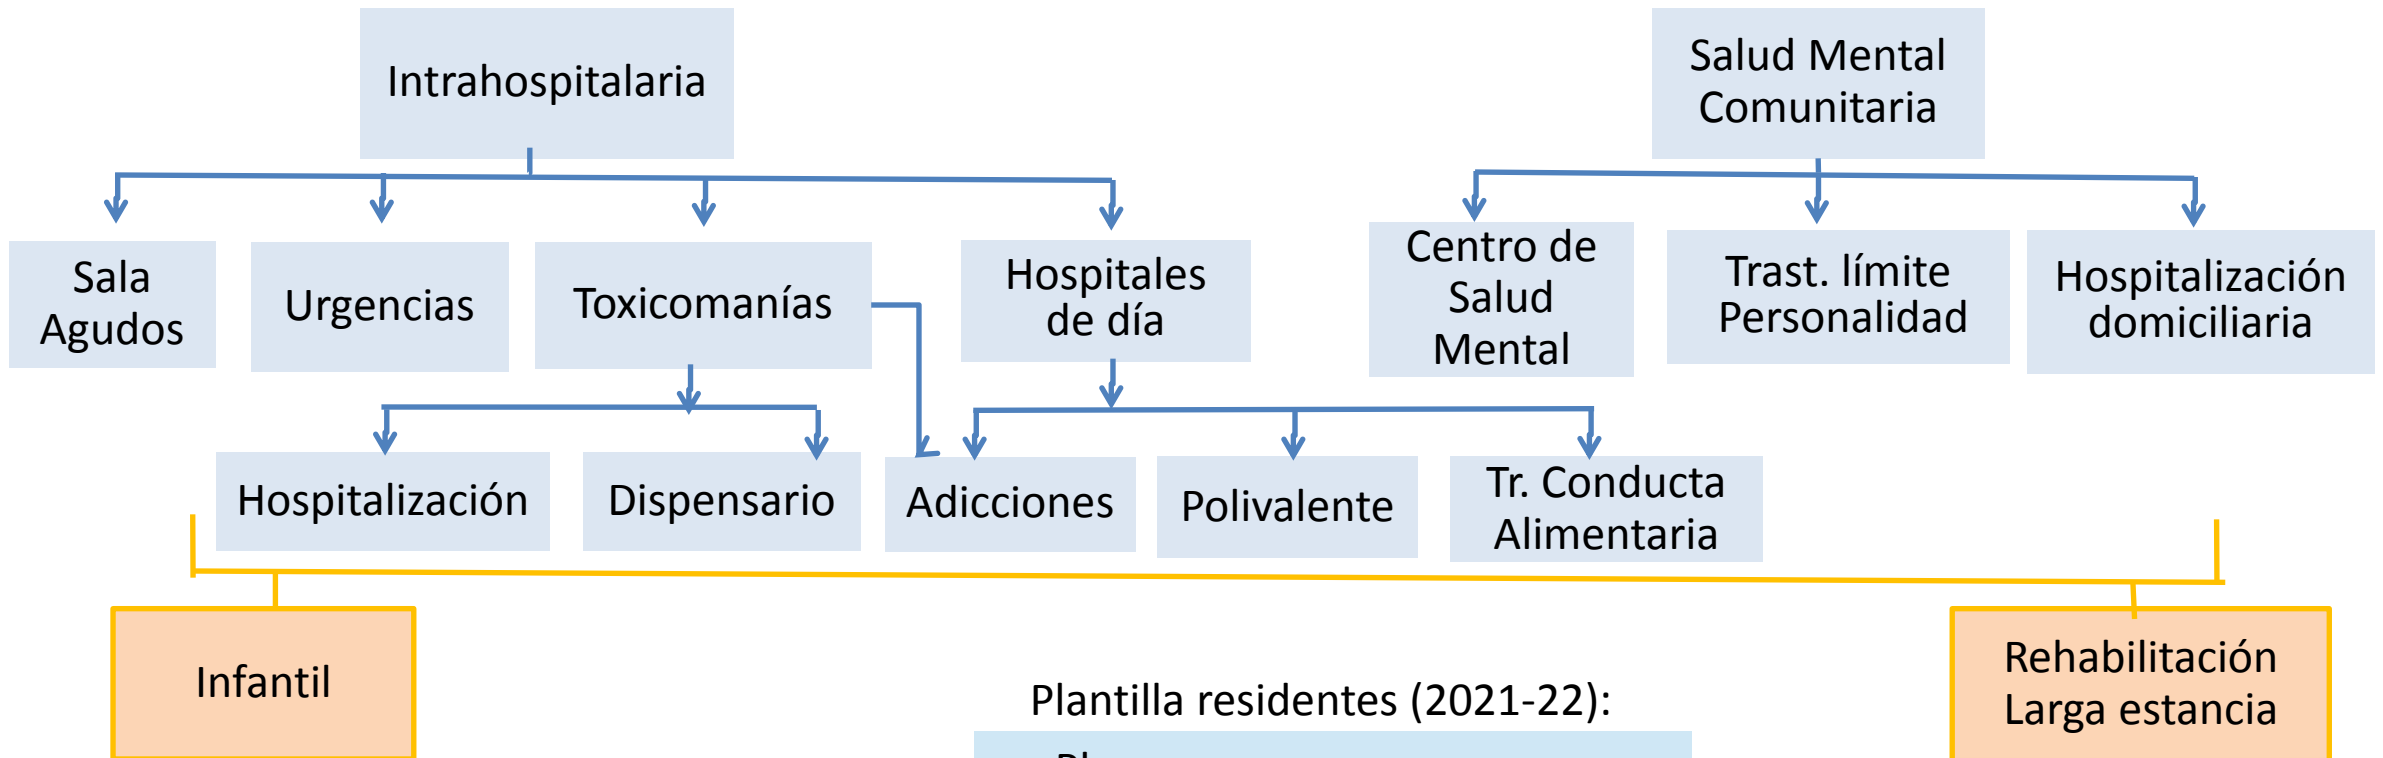 Intrahospitalaria
Salud Mental
Comunitaria
Sala
Agudos
Urgencias
Toxicomanías
Hospitales
de día
Centro de
Salud
Mental
Trast. límite
Personalidad
Hospitalización
domiciliaria
Hospitalización
Dispensario
Adicciones
Polivalente
Tr. Conducta
Alimentaria
Infantil
Rehabilitación
Larga estancia
Plantilla residentes (2021-22):